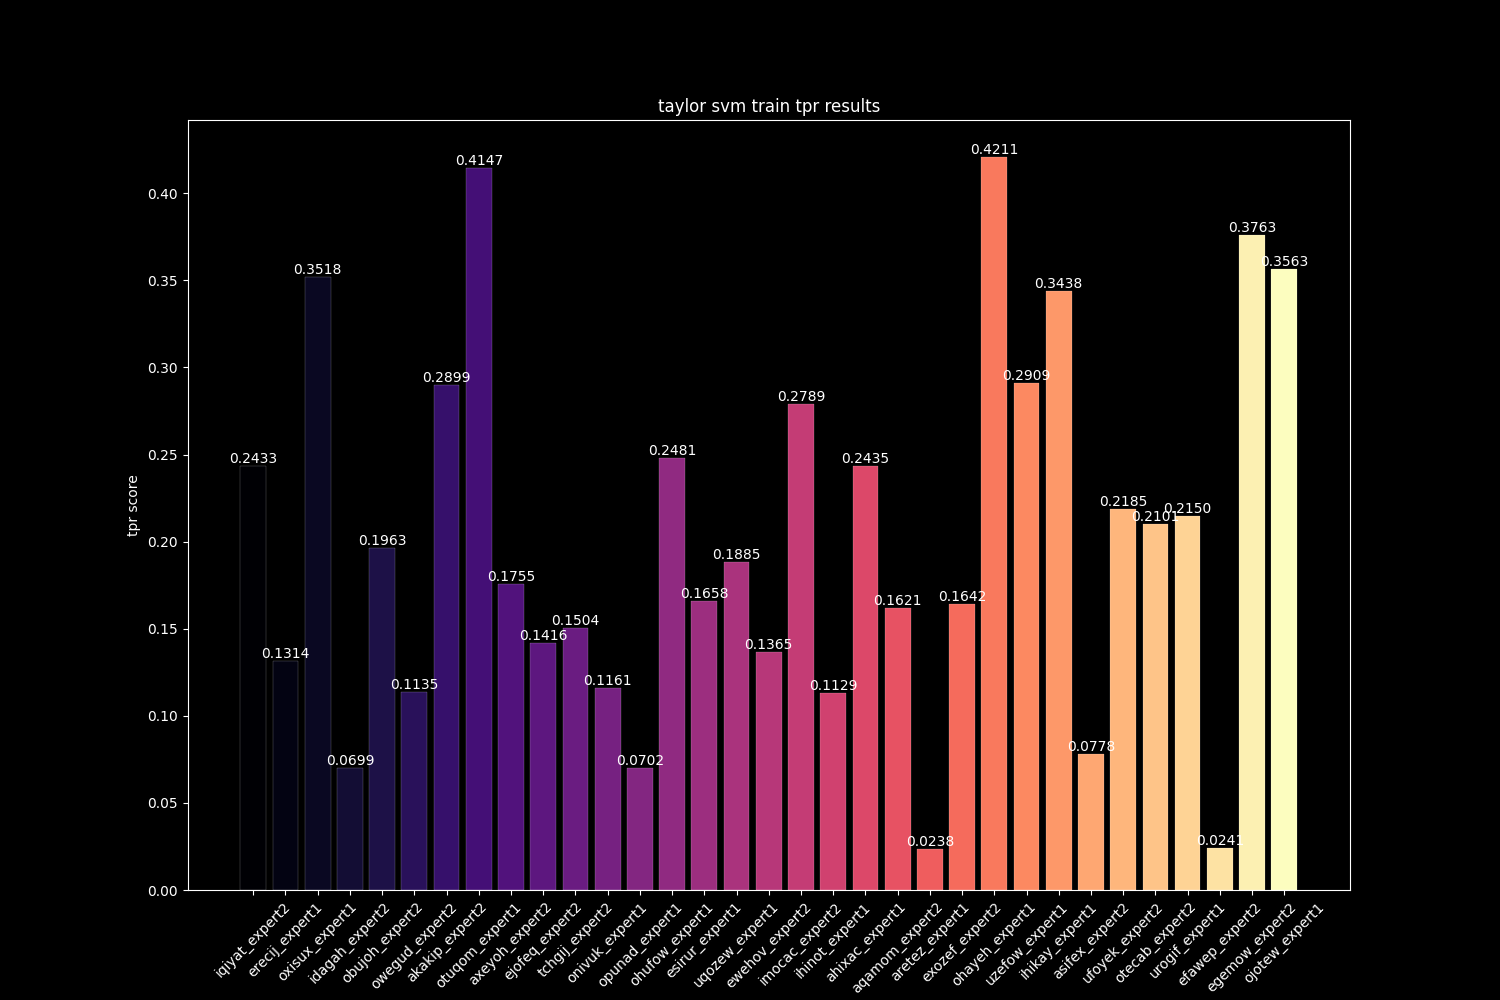 taylor svm train tpr results
tpr score
0.40
0.35
0.30
0.25
0.20
0.15
0.10
0.05
0.00
0.2433
0.1314
0.3518
0.0699
0.1963
0.1135
0.2899
0.4147
0.1755
0.1416
0.1504
0.1161
0.0702
0.2481
0.1658
0.1885
0.1365
0.2789
0.1129
0.2435
0.1621
0.0238
0.1642
0.4211
0.2909
0.3438
0.0778
0.2185
0.2101
0.2150
0.0241
0.3763
0.3563
iqiyat_expert2
erecij_expert1
oxisux_expert1
idagah_expert2
obujoh_expert2
owegud_expert2
akakip_expert2
otuqom_expert1
axeyoh_expert2
ejofeq_expert2
tchgjj_expert2
onivuk_expert1
opunad_expert1
ohufow_expert1
esirur_expert1
uqozew_expert1
ewehov_expert2
imocac_expert2
ihinot_expert1
ahixac_expert1
aqamom_expert2
aretez_expert1
exozef_expert2
ohayeh_expert1
uzefow_expert1
ihikay_expert1
asifex_expert2
ufoyek_expert2
otecab_expert2
urogif_expert1
efawep_expert2
egemow_expert2
ojotew_expert1